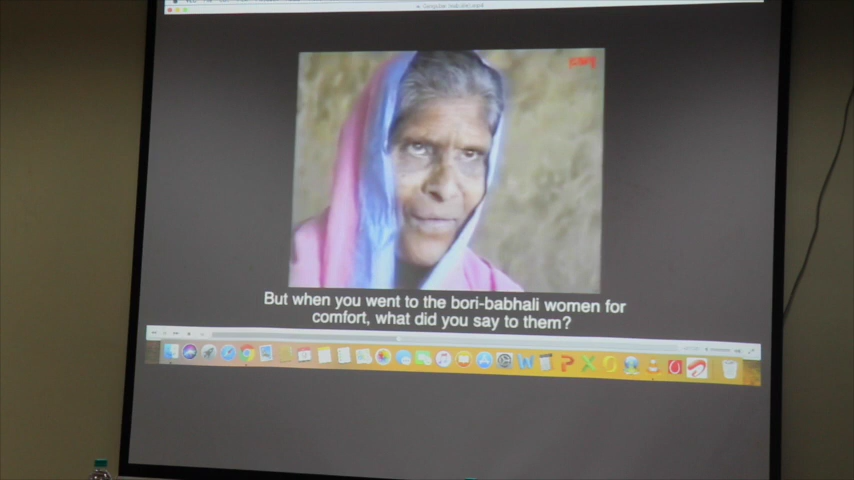 But when you went to the bori-babhali women for
comfort, what did you say to them?